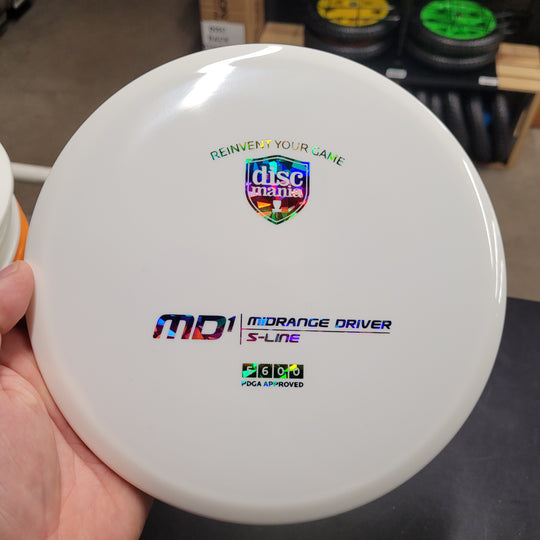 REINVENT YOUR GAME
disc
mania
MD1 MIDRANGE DRIVER
S-LINE
5 6 0 0
PDGA APPROVED